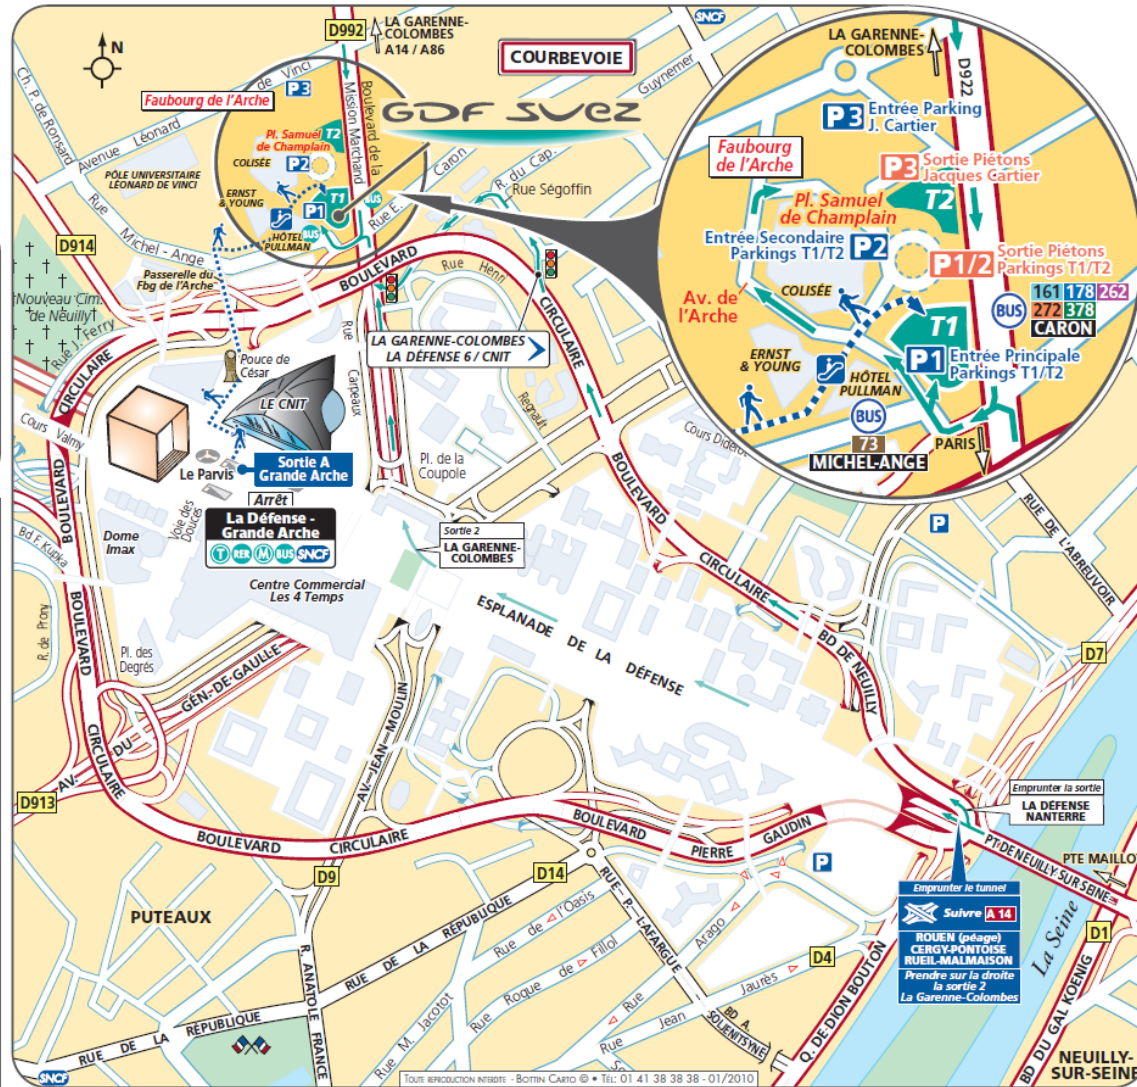 N
D992
LA GARENNE-
COLOMBES
A14 / A86
SNCF
COURBEVOIE
Ch. P. de Ronsard
Faubourg de l'Arche
Avenue Léonard de Vinci
P3
Boulevard de la
Mission Marchand
GDF SUEZ
Guynemer
Pl. Samuel
de Champlain
T2
COLISÉE
P2
PÔLE UNIVERSITAIRE
LÉONARD DE VINCI
ERNST
& YOUNG
P1
T1
BUS
HÔTEL
PULLMAN
BUS
Rue E. Caron
R. du Cap.
Rue Ségoffin
D914
Rue Michel-Ange
Passerelle du
Fbg de l'Arche
Nouveau Cim.
de Neuilly
Rue J. Ferry
BOULEVARD CIRCULAIRE
Rue Henri
Regnault
LA GARENNE-COLOMBES
LA DÉFENSE 6 / CNIT
Rue Carpeaux
Pouce de
César
LE CNIT
CIRCULAIRE
Cours Valmy
BOULEVARD
Le Parvis
Sortie A
Grande Arche
Arrêt
La Défense -
Grande Arche
T RER M BUS SNCF
Voie des
Douces
Dome
Imax
Bd F. Kupka
R. de Prony
Pl. de la
Coupole
Cours Diderot
Sortie 2
LA GARENNE-
COLOMBES
Centre Commercial
Les 4 Temps
Pl. des
Degrés
BOULEVARD
CIRCULAIRE
ESPLANADE DE LA DÉFENSE
BOULEVARD
CIRCULAIRE
BD DE NEUILLY
P
RUE DE L'ABREUVOIR
D7
AV. DU GÉN.-DE-GAULLE
D913
AV.-JEAN-MOULIN
BOULEVARD CIRCULAIRE
BOULEVARD PIERRE GAUDIN
P
Emprunter la sortie
LA DÉFENSE
NANTERRE
PT DE NEUILLY-SUR-SEINE
PTE MAILLOT
Emprunter le tunnel
Suivre A 14
ROUEN (péage)
CERGY-PONTOISE
RUEIL-MALMAISON
Prendre sur la droite
la sortie 2
La Garenne-Colombes
La Seine
D1
BD DU GAL KOENIG
NEUILLY-
SUR-SEINE
D9
D14
PUTEAUX
RUE DE LA RÉPUBLIQUE
RUE DE LA RÉPUBLIQUE
R. ANATOLE FRANCE
Rue de l'Oasis
Rue Roque de Fillol
Rue M. Jacotot
RUE-P.-LAFARGUE
Rue Arago
Rue Jean Jaurès
D4
BD A.
SOLJENITSYNE
Q. DE DION BOUTON
SNCF
LA GARENNE-
COLOMBES
D922
P3 Entrée Parking
J. Cartier
Faubourg
de l'Arche
P3 Sortie Piétons
Jacques Cartier
T2
Pl. Samuel
de Champlain
Entrée Secondaire
Parkings T1/T2
P2
P1/2 Sortie Piétons
Parkings T1/T2
COLISÉE
Av. de
l'Arche
BUS
161 178 262
272 378
CARON
T1
P1 Entrée Principale
Parkings T1/T2
ERNST
& YOUNG
HÔTEL
PULLMAN
BUS
73
MICHEL-ANGE
PARIS
TOUTE REPRODUCTION INTERDITE - BOTTIN CARTO © • TÉL: 01 41 38 38 38 - 01/2010